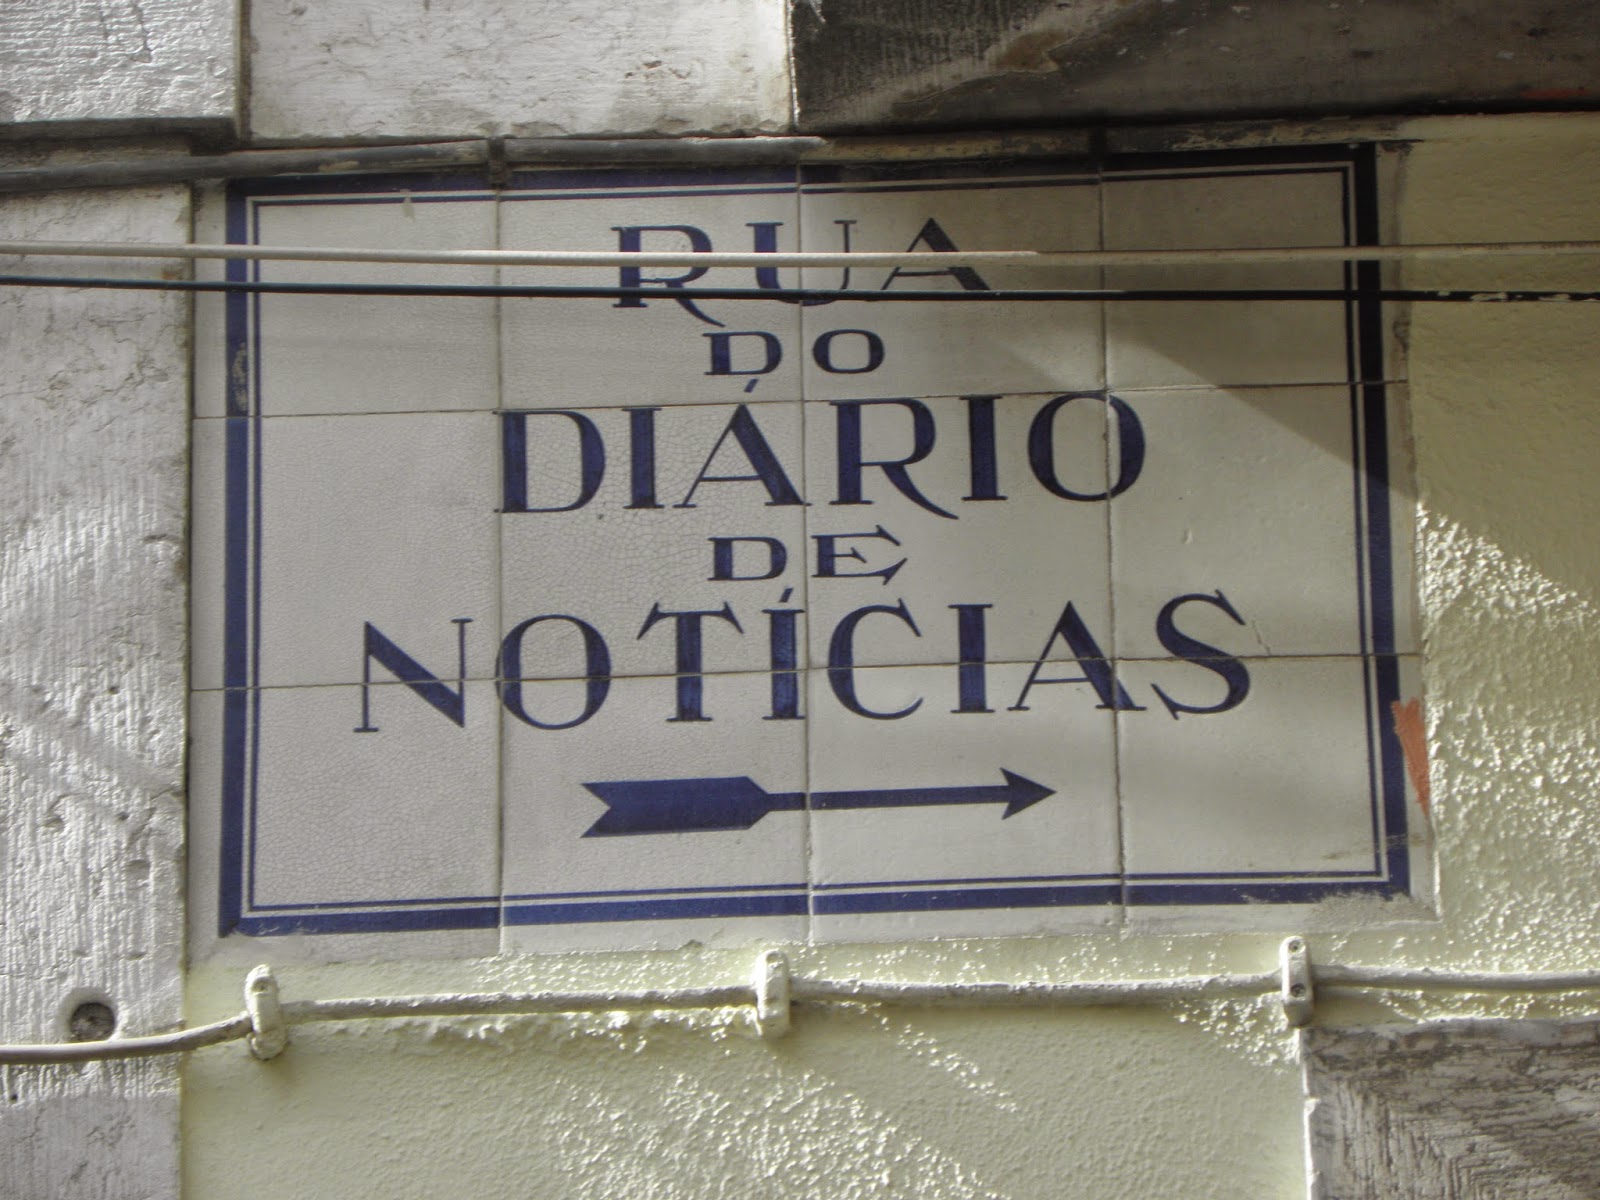 RUA
DO
DIÁRIO
DE
NOTÍCIAS